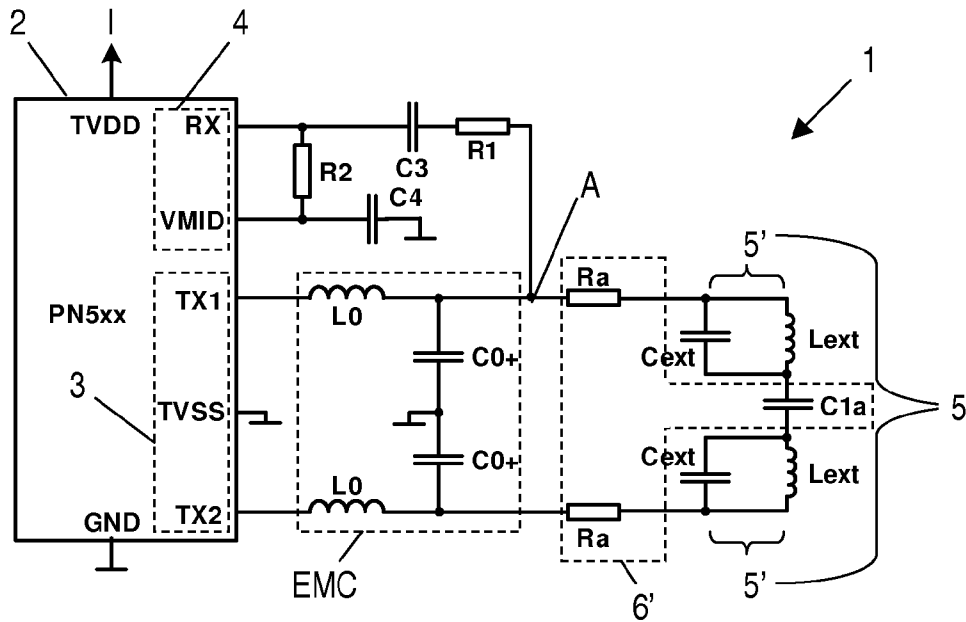 2
I
4
1
TVDD
RX
C3
R1
R2
C4
A
VMID
5'
TX1
L0
Ra
PN5xx
C0+
Cext
Lext
3
TVSS
C1a
5
C0+
Cext
Lext
L0
GND
TX2
Ra
EMC
6'
5'